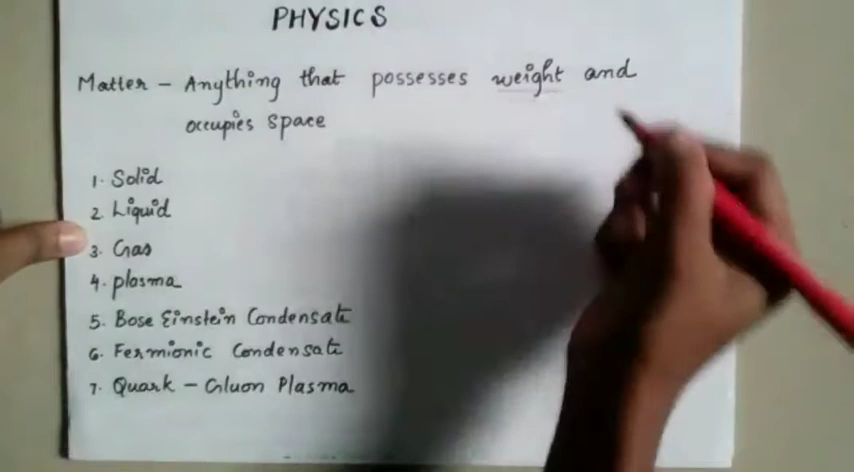 PHYSICS
Matter - Anything that possesses weight and
occupies space
1. Solid
2. Liquid
3. Gas
4. plasma
5. Bose Einstein Condensate
6. Fermionic Condensate
7. Quark - Gluon Plasma